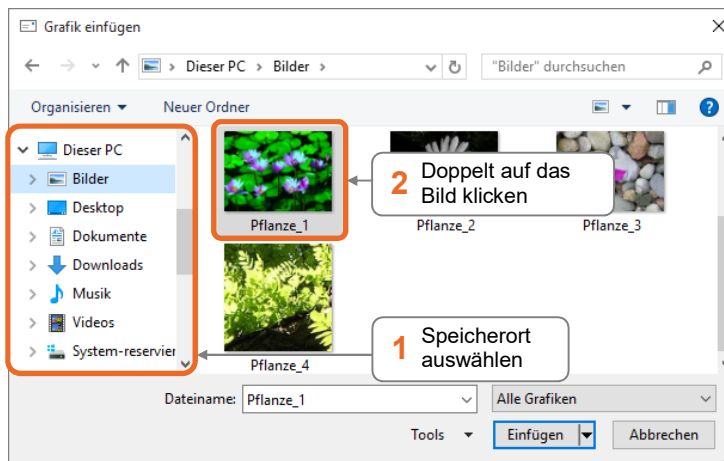 Grafik einfügen
Dieser PC > Bilder >
"Bilder" durchsuchen
Organisieren
Neuer Ordner
Dieser PC
Bilder
Desktop
Dokumente
Downloads
Musik
Videos
System-reservier
Pflanze_1
Pflanze_2
Pflanze_3
Pflanze_4
2 Doppelt auf das
Bild klicken
1 Speicherort
auswählen
Dateiname: Pflanze_1
Alle Grafiken
Tools
Einfügen
Abbrechen